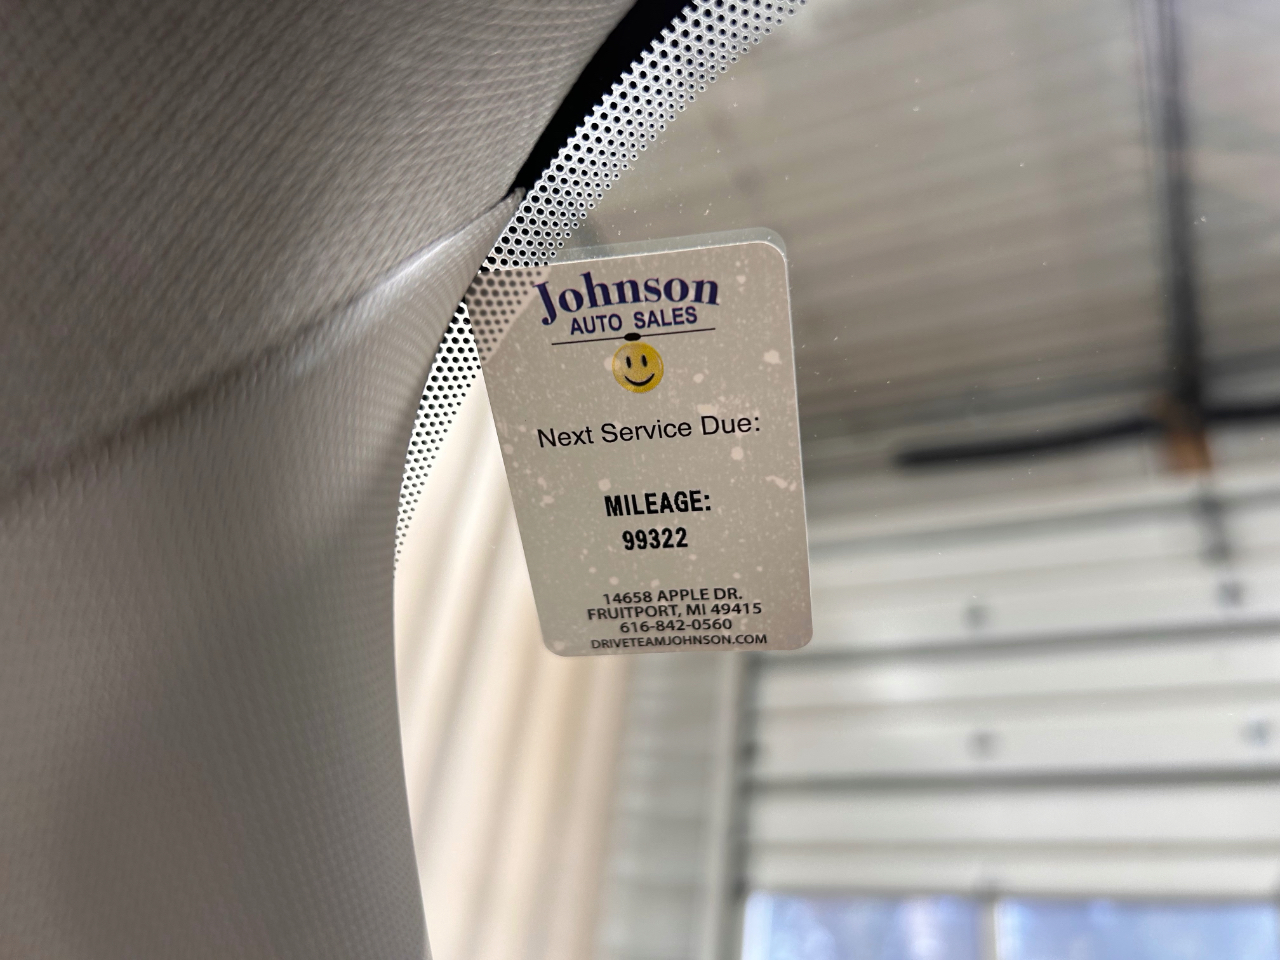 Johnson
AUTO SALES
Next Service Due:
MILEAGE:
99322
14658 APPLE DR.
FRUITPORT, MI 49415
616-842-0560
DRIVETEAMJOHNSON.COM